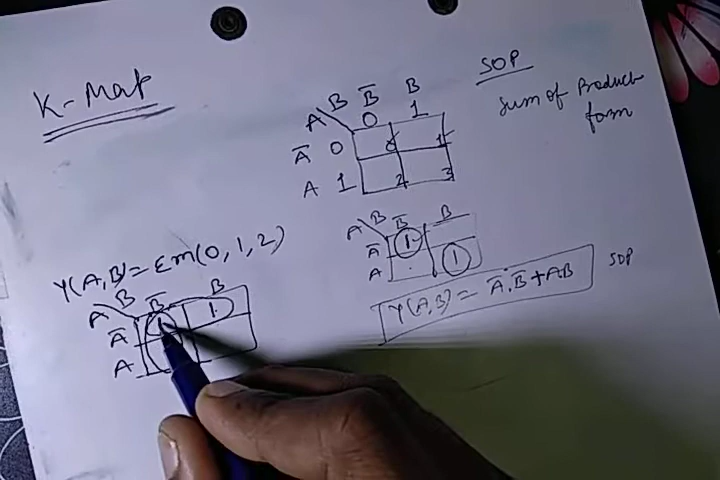 K-Map
SOP
Sum of Product
form
A B B̅ B
0 1
A̅ 0 0 1
A 1 2 3
A B B̅ B
A̅ 1
A 1
Y(A,B) = A̅.B̅ + AB
SOP
Y(A,B) = Σm(0,1,2)
A B B̅ B
A̅ 1 1
A